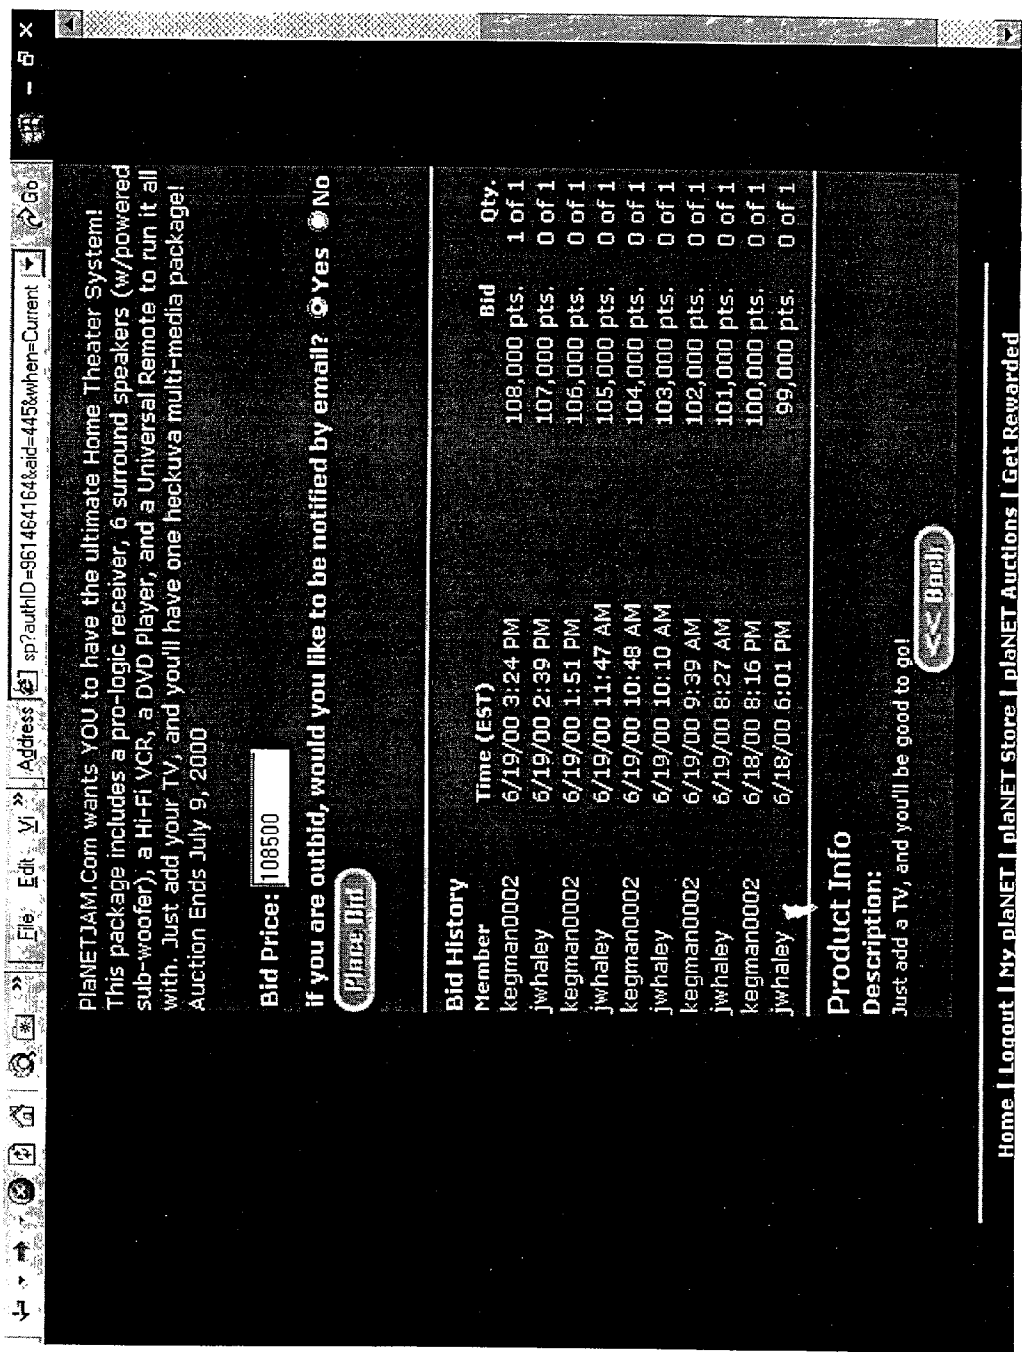 File Edit Vi » Address sp?authID=961464164&aid=445&when=Current Go
PlaNETJAM.Com wants YOU to have the ultimate Home Theater System!
This package includes a pro-logic receiver, 6 surround speakers (w/powered
sub-woofer), a Hi-Fi VCR, a DVD Player, and a Universal Remote to run it all
with. Just add your TV, and you'll have one heckuva multi-media package!
Auction Ends July 9, 2000
Bid Price: 108500
If you are outbid, would you like to be notified by email? Yes No
Place Bid
Bid History
Member Time (EST) Bid Qty.
kegman0002 6/19/00 3:24 PM 108,000 pts. 1 of 1
jwhaley 6/19/00 2:39 PM 107,000 pts. 0 of 1
kegman0002 6/19/00 1:51 PM 106,000 pts. 0 of 1
jwhaley 6/19/00 11:47 AM 105,000 pts. 0 of 1
kegman0002 6/19/00 10:48 AM 104,000 pts. 0 of 1
jwhaley 6/19/00 10:10 AM 103,000 pts. 0 of 1
kegman0002 6/19/00 9:39 AM 102,000 pts. 0 of 1
jwhaley 6/19/00 8:27 AM 101,000 pts. 0 of 1
kegman0002 6/18/00 8:16 PM 100,000 pts. 0 of 1
jwhaley 6/18/00 6:01 PM 99,000 pts. 0 of 1
Product Info
Description:
Just add a TV, and you'll be good to go!
<< Back
Home | Logout | My plaNET | plaNET Store | plaNET Auctions | Get Rewarded